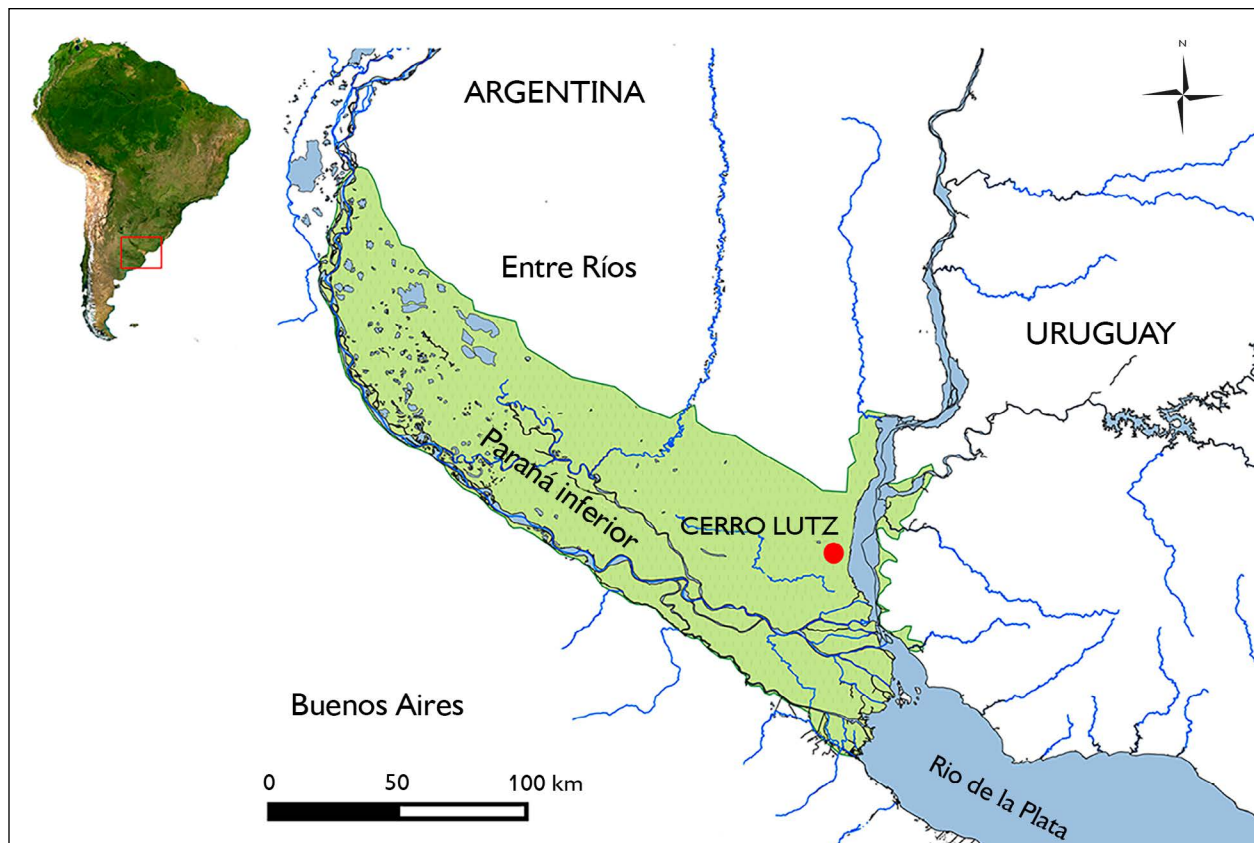 N
ARGENTINA
Entre Ríos
URUGUAY
Paraná inferior
CERRO LUTZ
Buenos Aires
0 50 100 km
Rio de la Plata